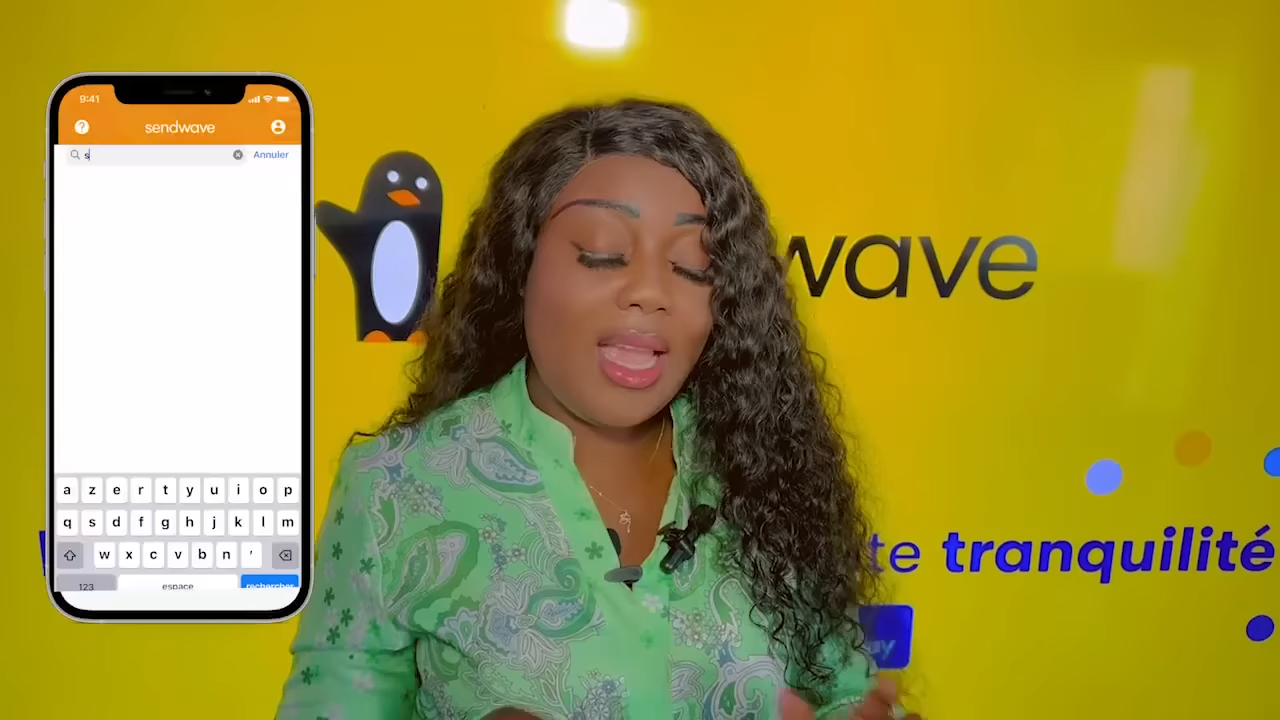 9:41
sendwave
s
Annuler
wave
a z e r t y u i o p
q s d f g h j k l m
w x c v b n '
123 espace rechercher
te tranquilité